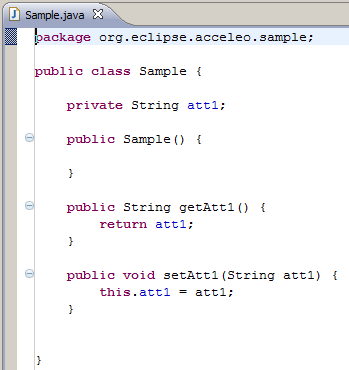 Sample.java
package org.eclipse.acceleo.sample;
public class Sample {
private String att1;
public Sample() {
}
public String getAtt1() {
return att1;
}
public void setAtt1(String att1) {
this.att1 = att1;
}
}